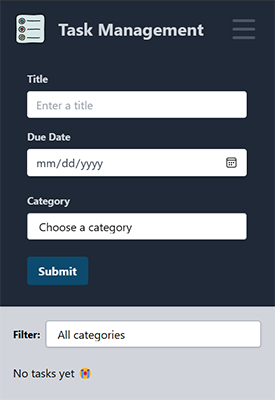 Task Management
Title
Enter a title
Due Date
mm/dd/yyyy
Category
Choose a category
Submit
Filter: All categories
No tasks yet